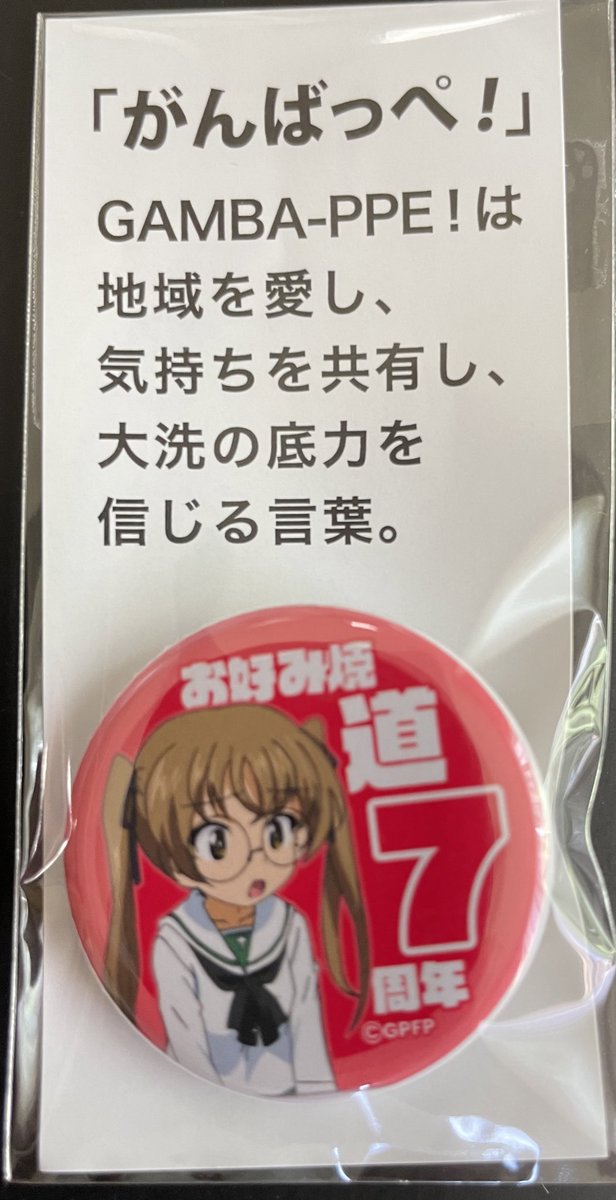 「がんばっぺ！」
GAMBA-PPE！は
地域を愛し、
気持ちを共有し、
大洗の底力を
信じる言葉。
お好み焼
道
7
周年
©GPFP